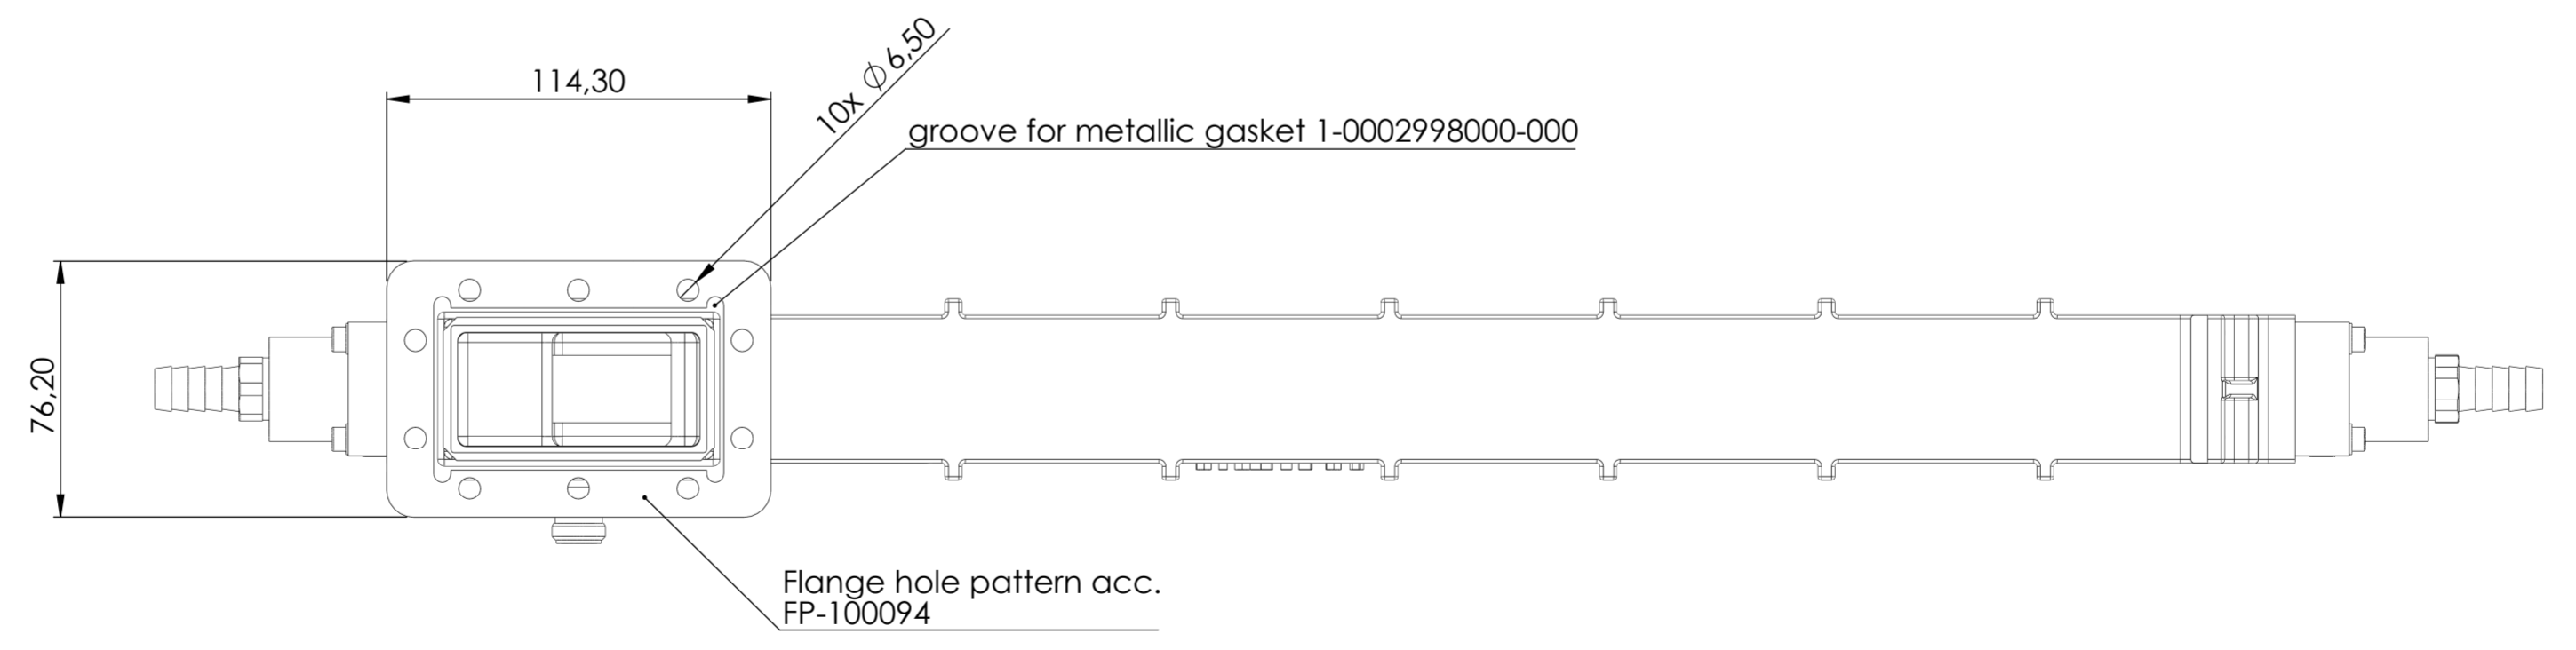 114,30
10x ⌀6,50
groove for metallic gasket 1-0002998000-000
76,20
Flange hole pattern acc.
FP-100094